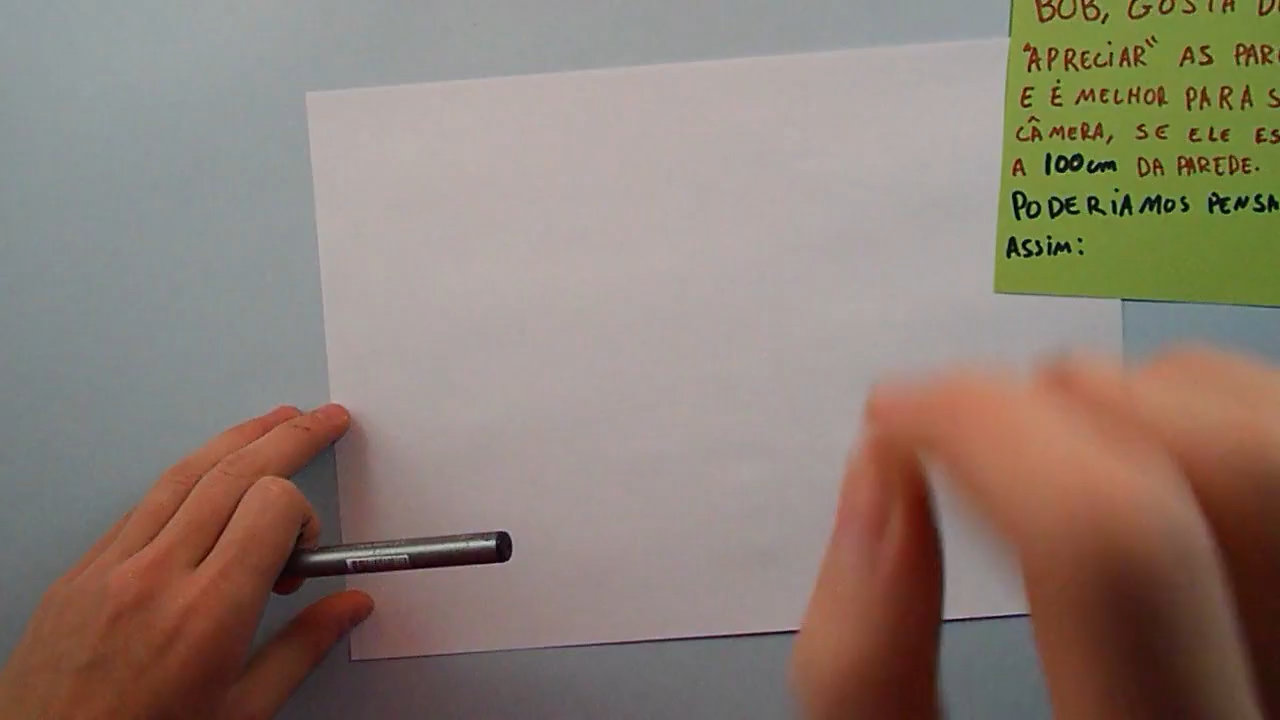 BOB, GOSTA
"APRECIAR" AS
E É MELHOR PARA
CÂMERA, SE ELE
A 100cm DA PAREDE.
PODERIAMOS
ASSIM: